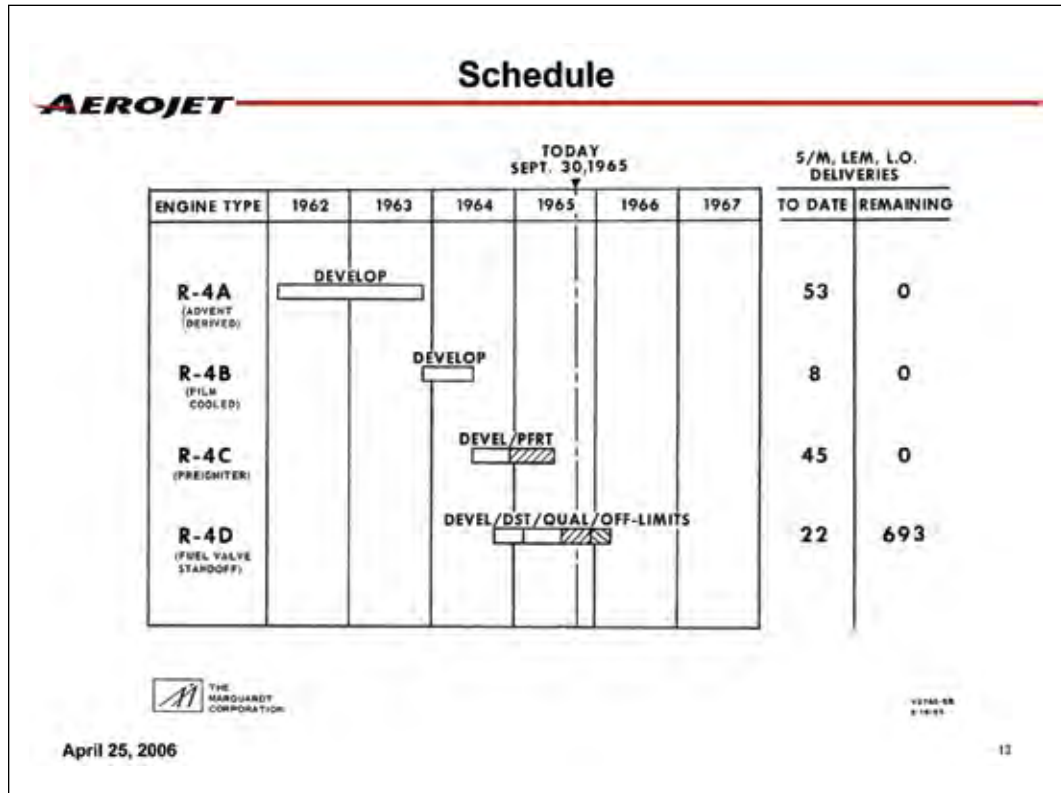 Schedule
AEROJET
TODAY
SEPT. 30, 1965
S/M, LEM, L.O.
DELIVERIES
ENGINE TYPE 1962 1963 1964 1965 1966 1967 TO DATE REMAINING
DEVELOP
R-4A 53 0
(ADVENT
DERIVED)
DEVELOP
R-4B 8 0
(FILM
COOLED)
DEVEL/PFRT
R-4C 45 0
(PREIGNITER)
DEVEL/DST/QUAL/OFF-LIMITS
R-4D 22 693
(FUEL VALVE
STANDOFF)
THE
MARQUARDT
CORPORATION
April 25, 2006